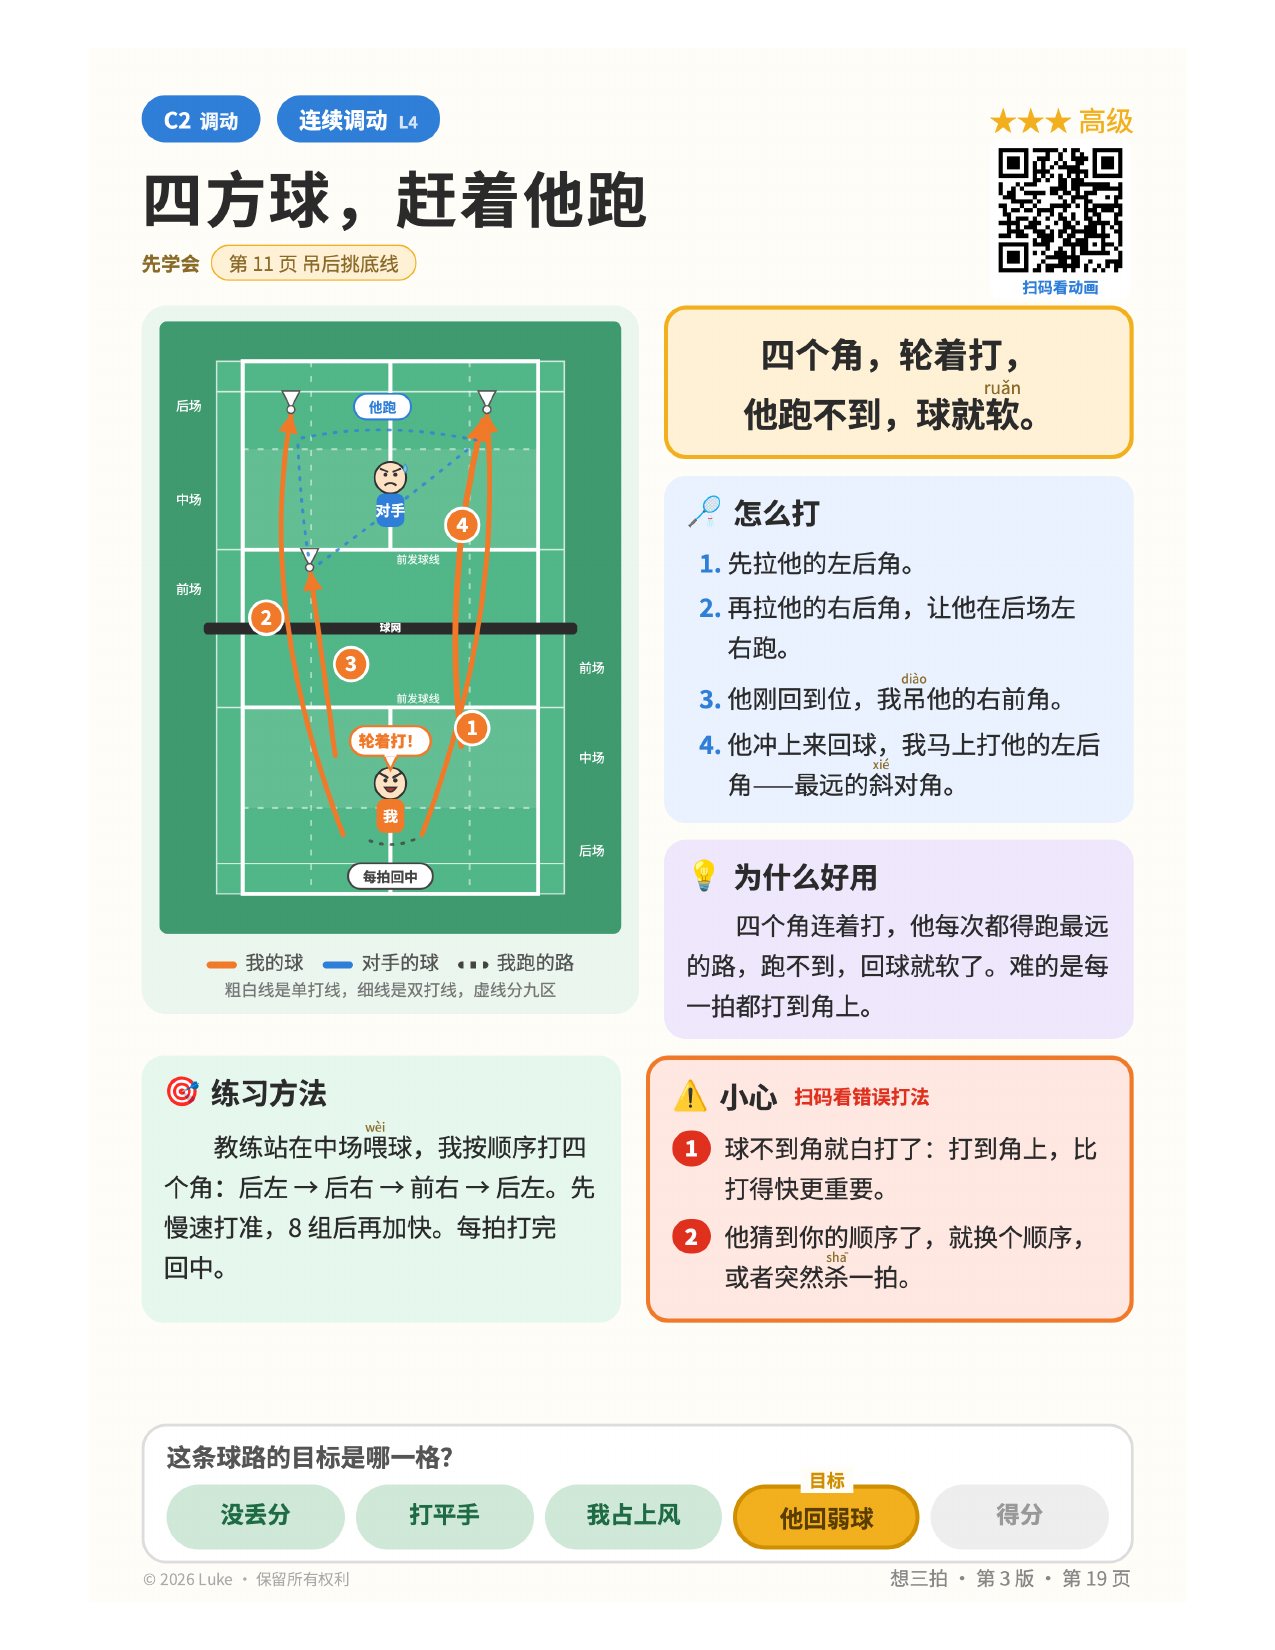 C2 调动
连续调动 L4
★★★ 高级
四方球，赶着他跑
先学会 第 11 页 吊后挑底线
扫码看动画
后场
他跑
中场
对手
4
前发球线
前场
2
球网
3
前场
前发球线
1
轮着打！
中场
我
后场
每拍回中
我的球 对手的球 我跑的路
粗白线是单打线，细线是双打线，虚线分九区
四个角，轮着打，
ruǎn
他跑不到，球就软。
怎么打
1. 先拉他的左后角。
2. 再拉他的右后角，让他在后场左
右跑。
diào
3. 他刚回到位，我吊他的右前角。
4. 他冲上来回球，我马上打他的左后
xié
角——最远的斜对角。
为什么好用
四个角连着打，他每次都得跑最远
的路，跑不到，回球就软了。难的是每
一拍都打到角上。
练习方法
wèi
教练站在中场喂球，我按顺序打四
个角：后左 → 后右 → 前右 → 后左。先
慢速打准，8 组后再加快。每拍打完
回中。
小心 扫码看错误打法
1 球不到角就白打了：打到角上，比
打得快更重要。
2 他猜到你的顺序了，就换个顺序，
shā
或者突然杀一拍。
这条球路的目标是哪一格？
目标
没丢分 打平手 我占上风 他回弱球 得分
© 2026 Luke · 保留所有权利
想三拍 · 第 3 版 · 第 19 页